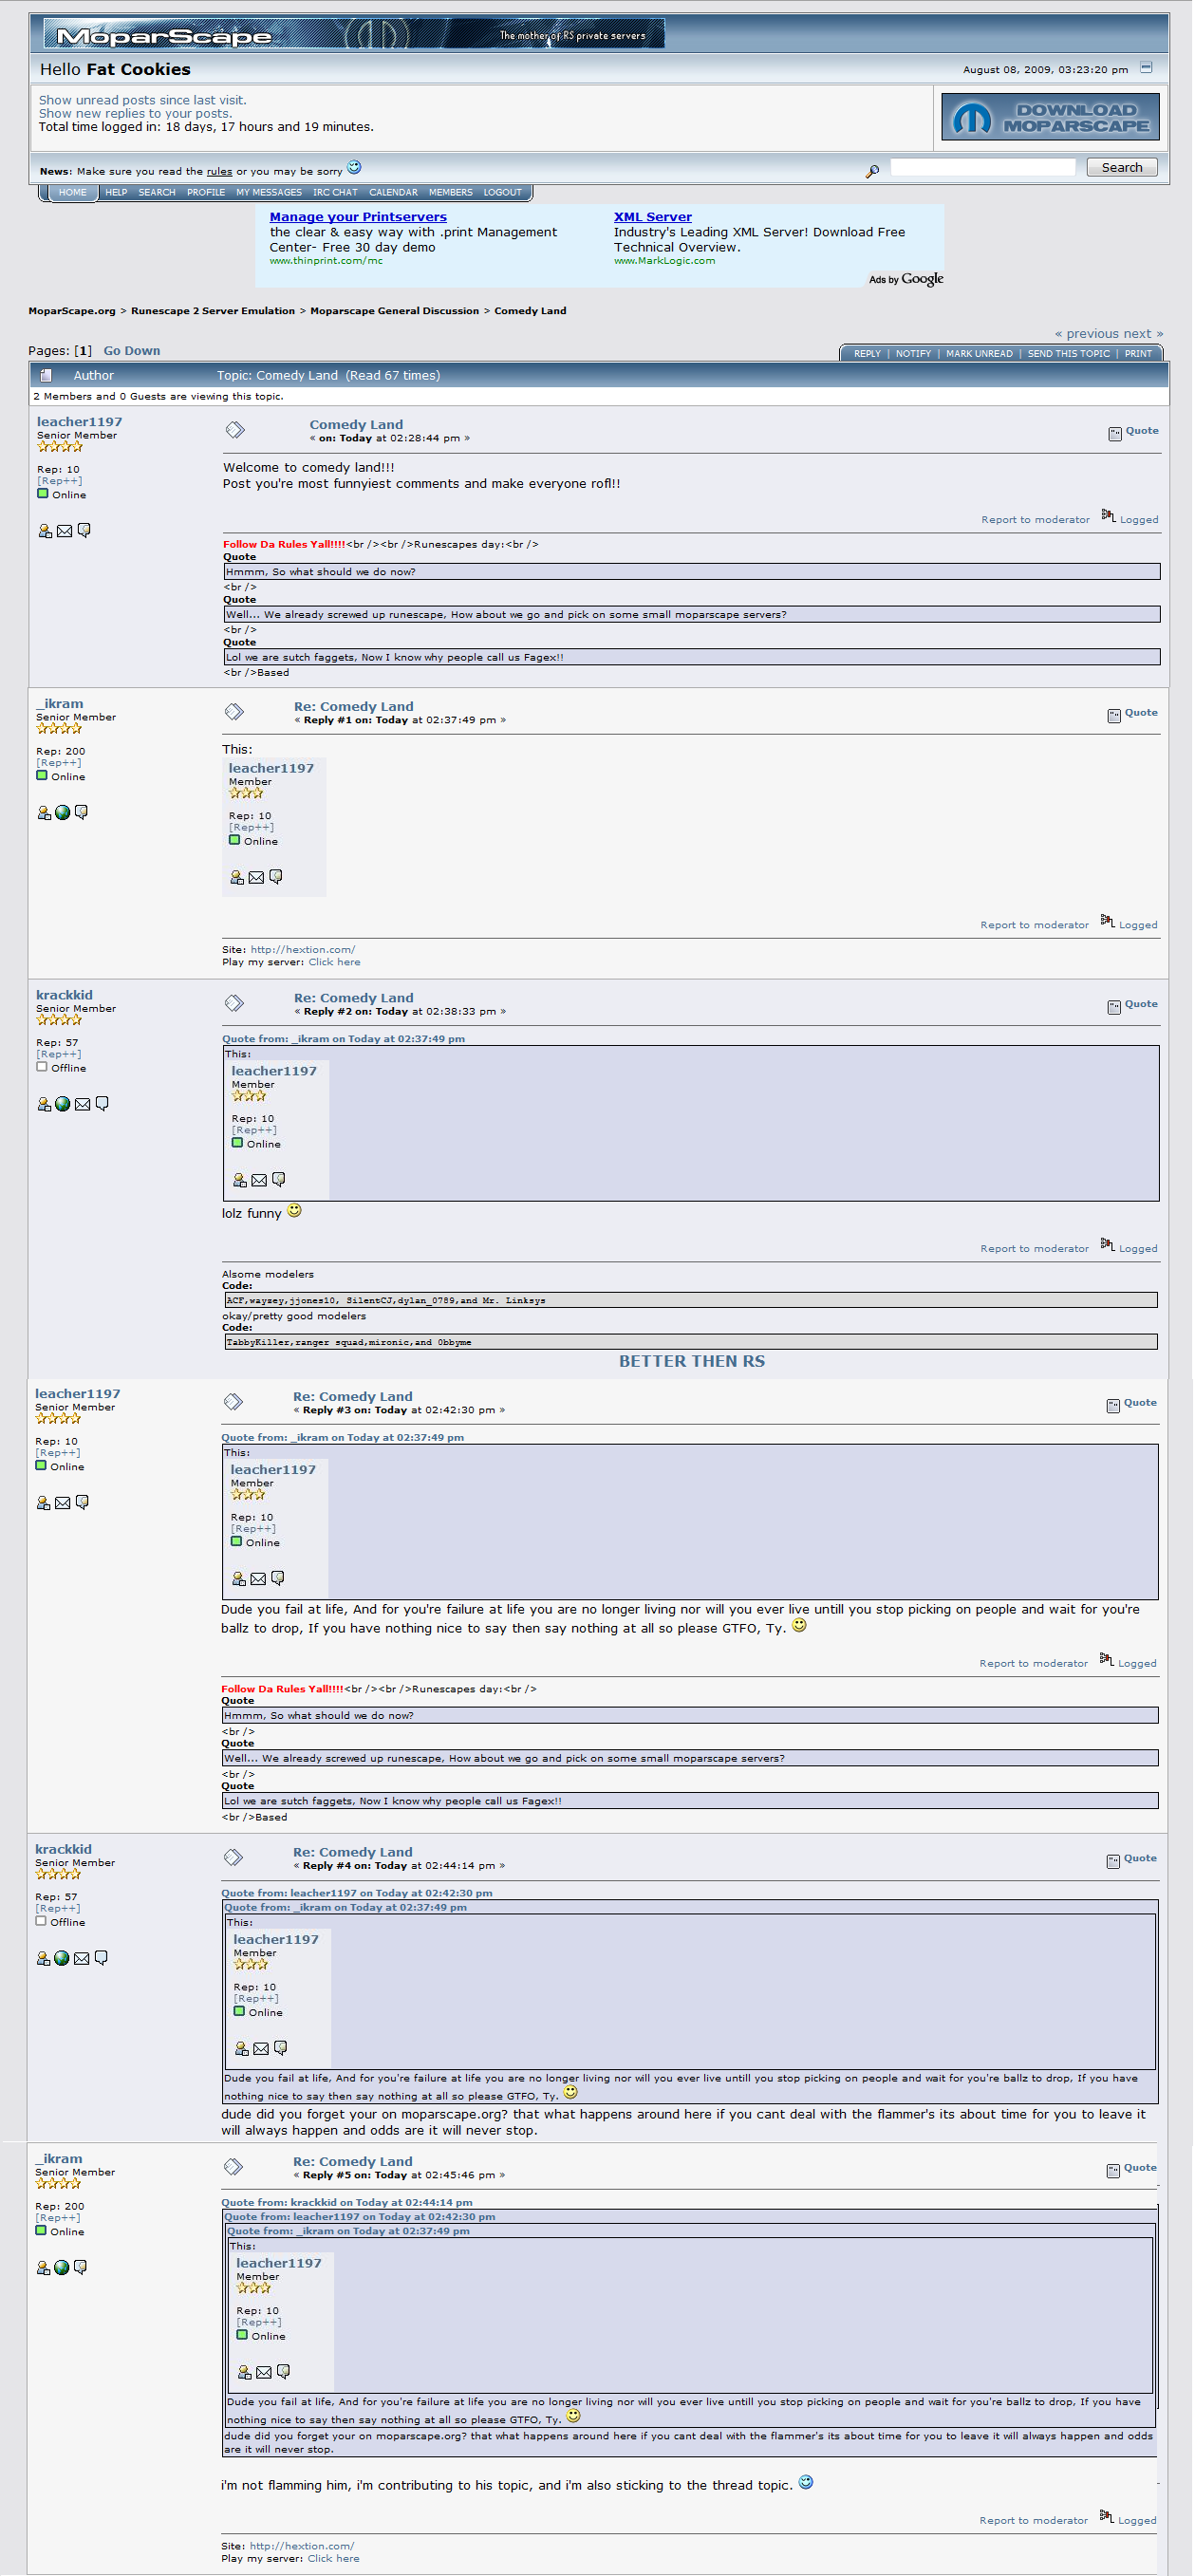 MoparScape
The mother of RS private servers
Hello Fat Cookies
August 08, 2009, 03:23:20 pm
Show unread posts since last visit.
Show new replies to your posts.
Total time logged in: 18 days, 17 hours and 19 minutes.
DOWNLOAD
MOPARSCAPE
News: Make sure you read the rules or you may be sorry
Search
HOME HELP SEARCH PROFILE MY MESSAGES IRC CHAT CALENDAR MEMBERS LOGOUT
Manage your Printservers
the clear & easy way with .print Management
Center- Free 30 day demo
www.thinprint.com/mc
XML Server
Industry's Leading XML Server! Download Free
Technical Overview.
www.MarkLogic.com
Ads by Google
MoparScape.org > Runescape 2 Server Emulation > Moparscape General Discussion > Comedy Land
« previous next »
Pages: [1] Go Down
REPLY | NOTIFY | MARK UNREAD | SEND THIS TOPIC | PRINT
Author Topic: Comedy Land (Read 67 times)
2 Members and 0 Guests are viewing this topic.
leacher1197
Senior Member
Rep: 10
[Rep++]
Online
Comedy Land
« on: Today at 02:28:44 pm »
Quote
Welcome to comedy land!!!
Post you're most funnyiest comments and make everyone rofl!!
Report to moderator Logged
Follow Da Rules Yall!!!!<br /><br />Runescapes day:<br />
Quote
Hmmm, So what should we do now?
<br />
Quote
Well... We already screwed up runescape, How about we go and pick on some small moparscape servers?
<br />
Quote
Lol we are sutch faggets, Now I know why people call us Fagex!!
<br />Based
_ikram
Senior Member
Rep: 200
[Rep++]
Online
Re: Comedy Land
« Reply #1 on: Today at 02:37:49 pm »
Quote
This:
leacher1197
Member
Rep: 10
[Rep++]
Online
Report to moderator Logged
Site: http://hextion.com/
Play my server: Click here
krackkid
Senior Member
Rep: 57
[Rep++]
Offline
Re: Comedy Land
« Reply #2 on: Today at 02:38:33 pm »
Quote
Quote from: _ikram on Today at 02:37:49 pm
This:
leacher1197
Member
Rep: 10
[Rep++]
Online
lolz funny
Report to moderator Logged
Alsome modelers
Code:
ACF,wayzey,jjones10, SilentCJ,dylan_0789,and Mr. Linksys
okay/pretty good modelers
Code:
TabbyKiller,ranger squad,mironic,and 0bbyme
BETTER THEN RS
leacher1197
Senior Member
Rep: 10
[Rep++]
Online
Re: Comedy Land
« Reply #3 on: Today at 02:42:30 pm »
Quote
Quote from: _ikram on Today at 02:37:49 pm
This:
leacher1197
Member
Rep: 10
[Rep++]
Online
Dude you fail at life, And for you're failure at life you are no longer living nor will you ever live untill you stop picking on people and wait for you're
ballz to drop, If you have nothing nice to say then say nothing at all so please GTFO, Ty.
Report to moderator Logged
Follow Da Rules Yall!!!!<br /><br />Runescapes day:<br />
Quote
Hmmm, So what should we do now?
<br />
Quote
Well... We already screwed up runescape, How about we go and pick on some small moparscape servers?
<br />
Quote
Lol we are sutch faggets, Now I know why people call us Fagex!!
<br />Based
krackkid
Senior Member
Rep: 57
[Rep++]
Offline
Re: Comedy Land
« Reply #4 on: Today at 02:44:14 pm »
Quote
Quote from: leacher1197 on Today at 02:42:30 pm
Quote from: _ikram on Today at 02:37:49 pm
This:
leacher1197
Member
Rep: 10
[Rep++]
Online
Dude you fail at life, And for you're failure at life you are no longer living nor will you ever live untill you stop picking on people and wait for you're ballz to drop, If you have
nothing nice to say then say nothing at all so please GTFO, Ty.
dude did you forget your on moparscape.org? that what happens around here if you cant deal with the flammer's its about time for you to leave it
will always happen and odds are it will never stop.
_ikram
Senior Member
Rep: 200
[Rep++]
Online
Re: Comedy Land
« Reply #5 on: Today at 02:45:46 pm »
Quote
Quote from: krackkid on Today at 02:44:14 pm
Quote from: leacher1197 on Today at 02:42:30 pm
Quote from: _ikram on Today at 02:37:49 pm
This:
leacher1197
Member
Rep: 10
[Rep++]
Online
Dude you fail at life, And for you're failure at life you are no longer living nor will you ever live untill you stop picking on people and wait for you're ballz to drop, If you have
nothing nice to say then say nothing at all so please GTFO, Ty.
dude did you forget your on moparscape.org? that what happens around here if you cant deal with the flammer's its about time for you to leave it will always happen and odds
are it will never stop.
i'm not flamming him, i'm contributing to his topic, and i'm also sticking to the thread topic.
Report to moderator Logged
Site: http://hextion.com/
Play my server: Click here